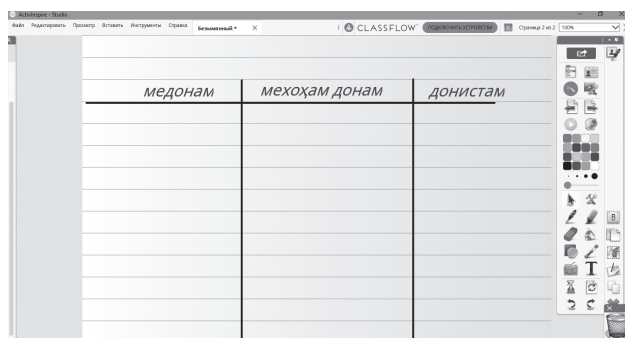 ActivInspire - Studio
Файл Редактировать Просмотр Вставить Инструменты Справка Безымянный * × CLASSFLOW ПОДКЛЮЧИТЬ УСТРОЙСТВА Страница 2 из 2 100%
медонам мехоҳам донам донистам